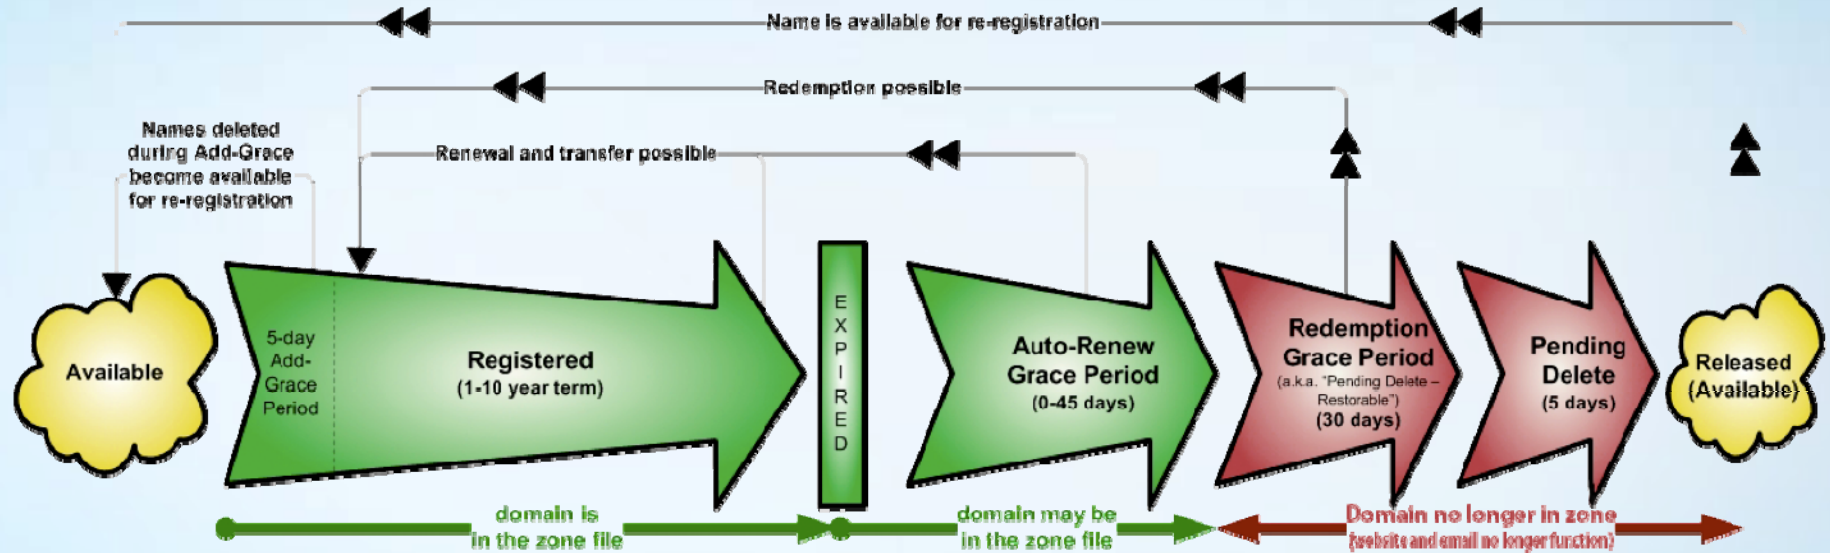 Name is available for re-registration
Redemption possible
Names deleted
during Add-Grace
become available
for re-registration
Renewal and transfer possible
Available
5-day
Add-
Grace
Period
Registered
(1-10 year term)
EXPIRED
Auto-Renew
Grace Period
(0-45 days)
Redemption
Grace Period
(a.k.a. "Pending Delete –
Restorable")
(30 days)
Pending
Delete
(5 days)
Released
(Available)
domain is
in the zone file
domain may be
in the zone file
Domain no longer in zone
(website and email no longer function)